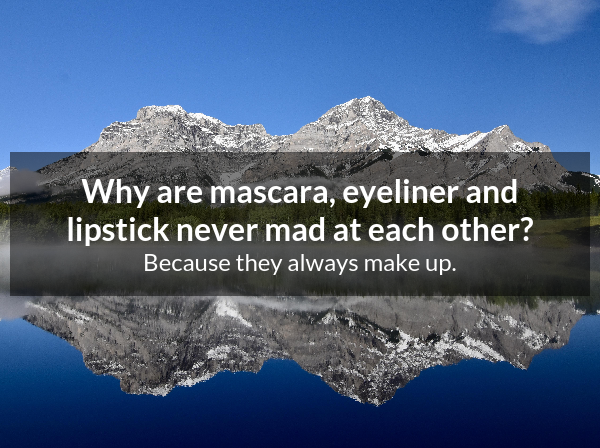 Why are mascara, eyeliner and
lipstick never mad at each other?
Because they always make up.